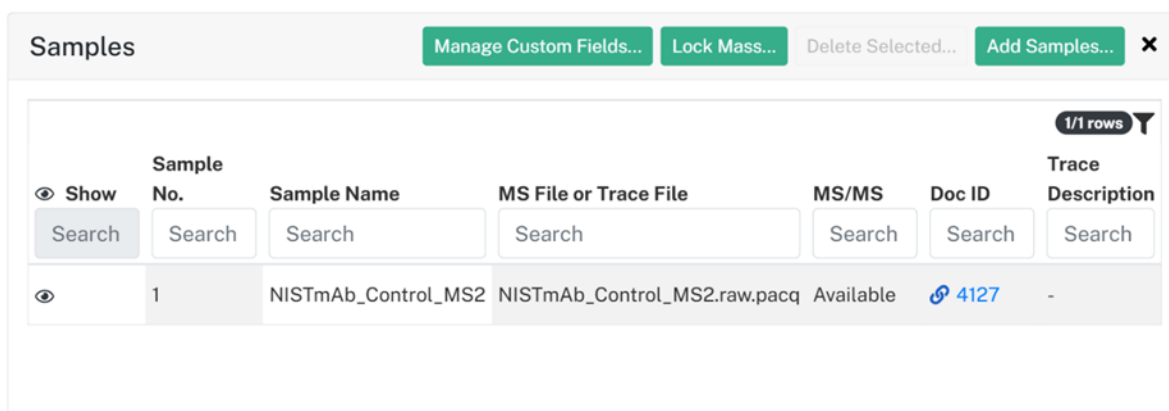 Samples Manage Custom Fields... Lock Mass... Delete Selected... Add Samples...
1/1 rows
Show Sample No. Sample Name MS File or Trace File MS/MS Doc ID Trace Description
Search Search Search Search Search Search Search
1 NISTmAb_Control_MS2 NISTmAb_Control_MS2.raw.pacq Available 4127 -